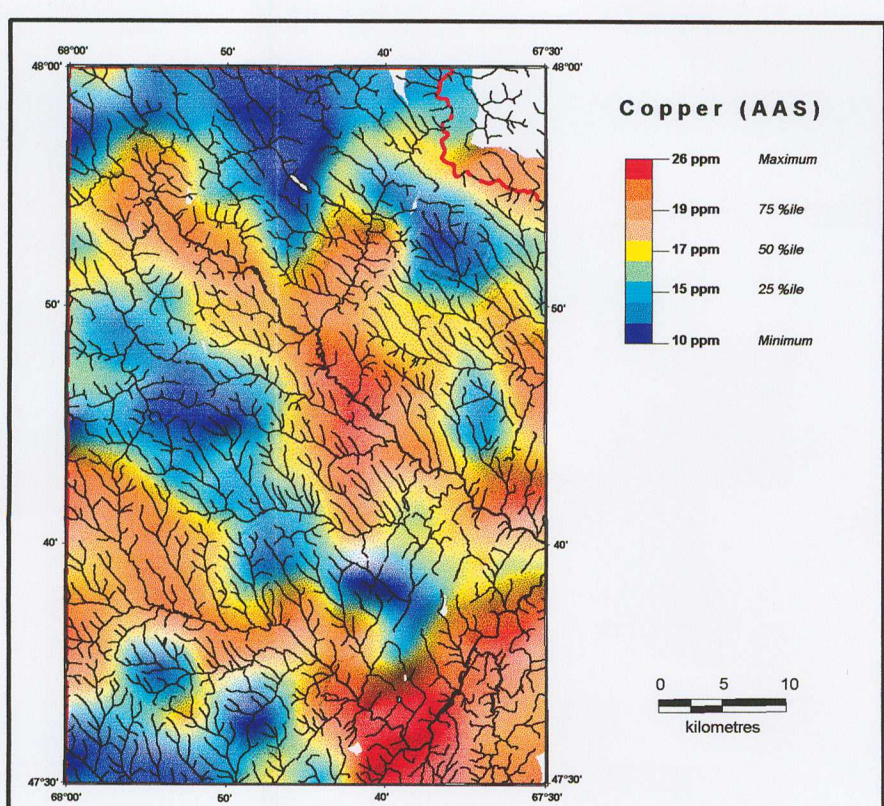 68°00' 50' 40' 67°30'
48°00' 48°00'
Copper (AAS)
26 ppm Maximum
19 ppm 75 %ile
17 ppm 50 %ile
15 ppm 25 %ile
10 ppm Minimum
50' 50'
40' 40'
0 5 10
kilometres
47°30' 47°30'
68°00' 50' 40' 67°30'